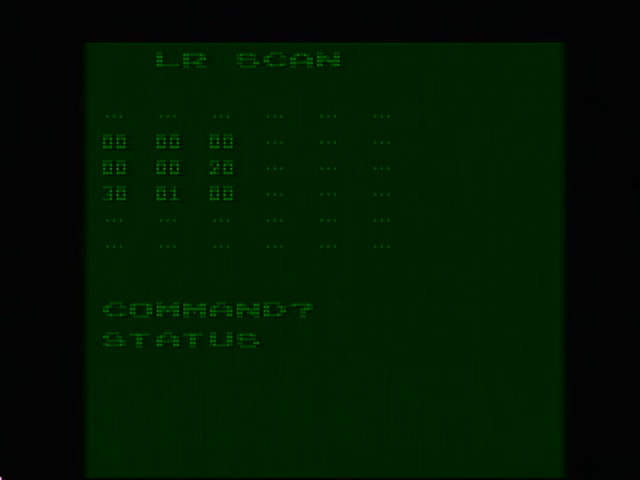 LR SCAN
... ... ... ... ... ...
00 00 00 ... ... ...
00 00 20 ... ... ...
30 01 00 ... ... ...
... ... ... ... ... ...
... ... ... ... ... ...
COMMAND?
STATUS